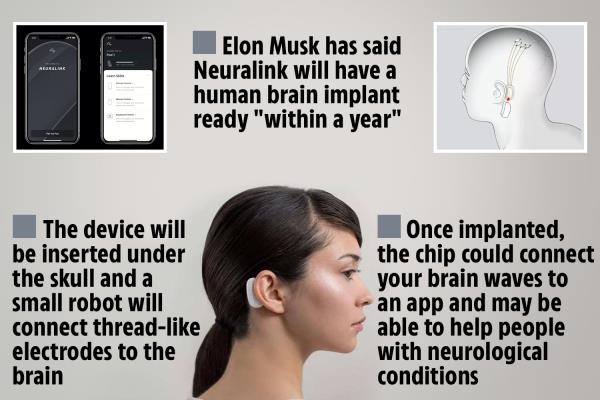 NEURALINK
Elon Musk has said
Neuralink will have a
human brain implant
ready "within a year"
The device will
be inserted under
the skull and a
small robot will
connect thread-like
electrodes to the
brain
Once implanted,
the chip could connect
your brain waves to
an app and may be
able to help people
with neurological
conditions